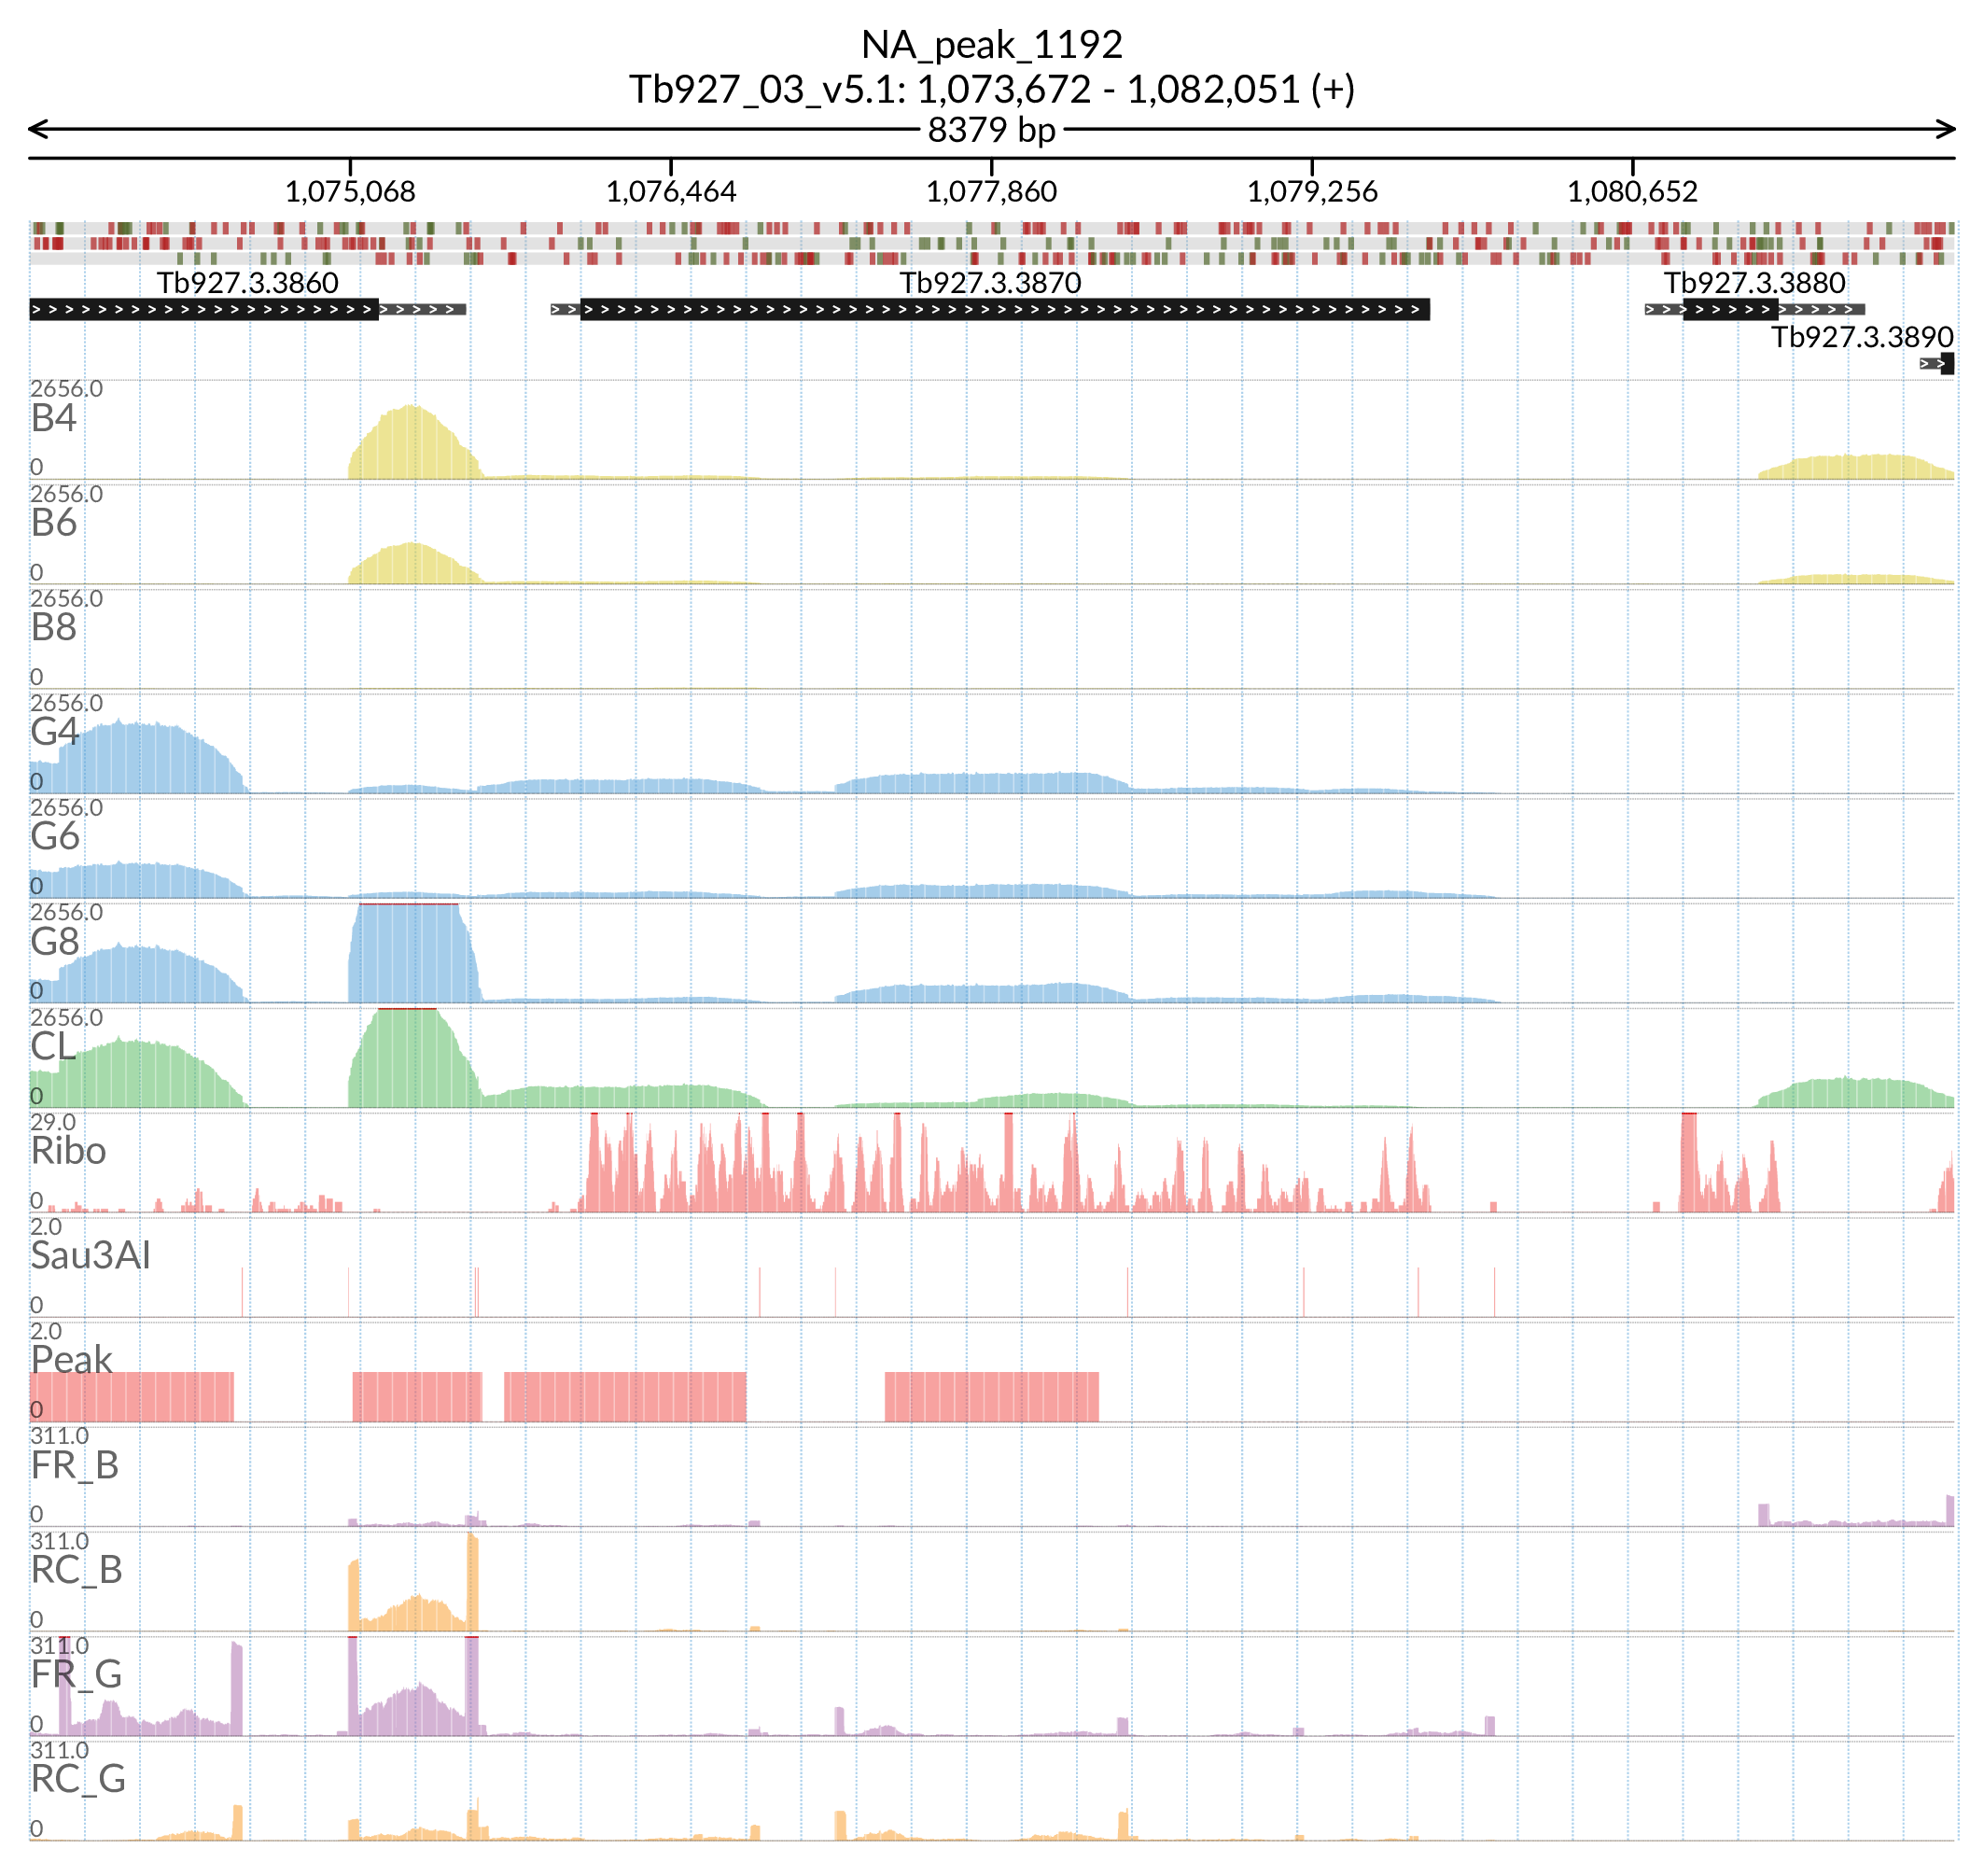 NA_peak_1192
Tb927_03_v5.1: 1,073,672 - 1,082,051 (+)
8379 bp
1,075,068 1,076,464 1,077,860 1,079,256 1,080,652
Tb927.3.3860 Tb927.3.3870 Tb927.3.3880
Tb927.3.3890
2656.0
B4
0
2656.0
B6
0
2656.0
B8
0
2656.0
G4
0
2656.0
G6
0
2656.0
G8
0
2656.0
CL
0
29.0
Ribo
0
2.0
Sau3AI
0
2.0
Peak
0
311.0
FR_B
0
311.0
RC_B
0
311.0
FR_G
0
311.0
RC_G
0